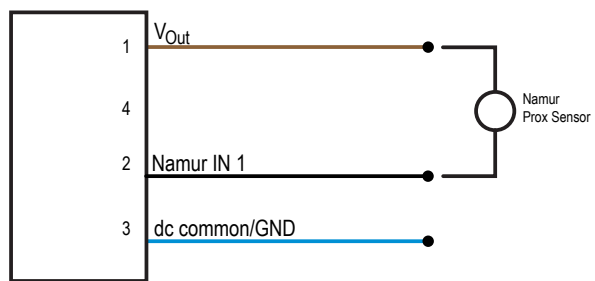 1 VOut
4
2 Namur IN 1
3 dc common/GND
Namur
Prox Sensor